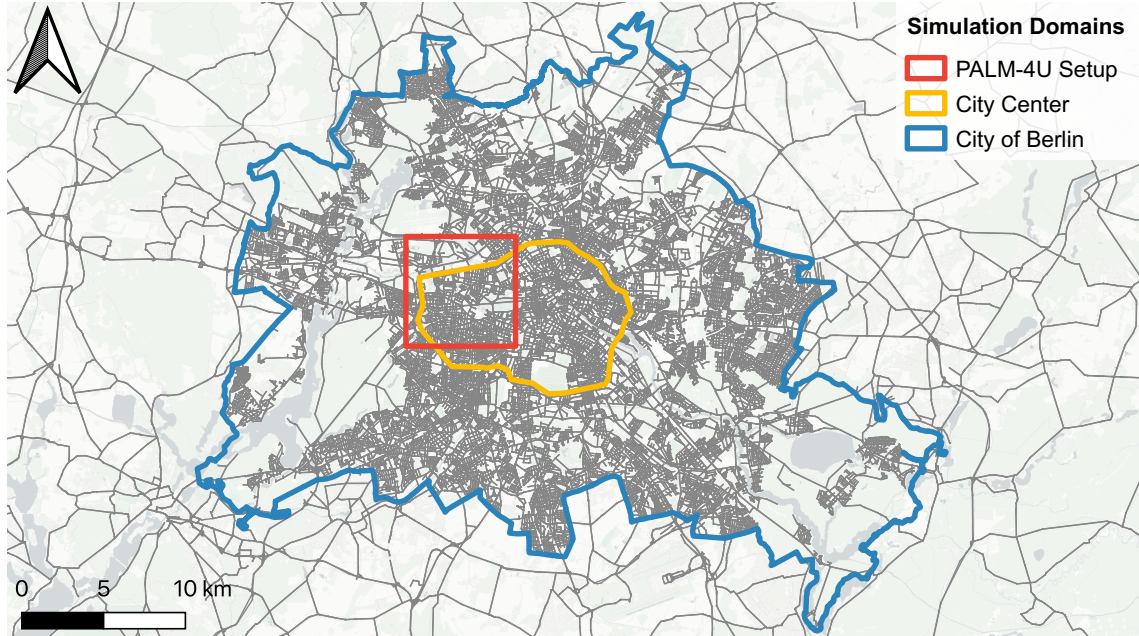 Simulation Domains
PALM-4U Setup
City Center
City of Berlin
0 5 10 km